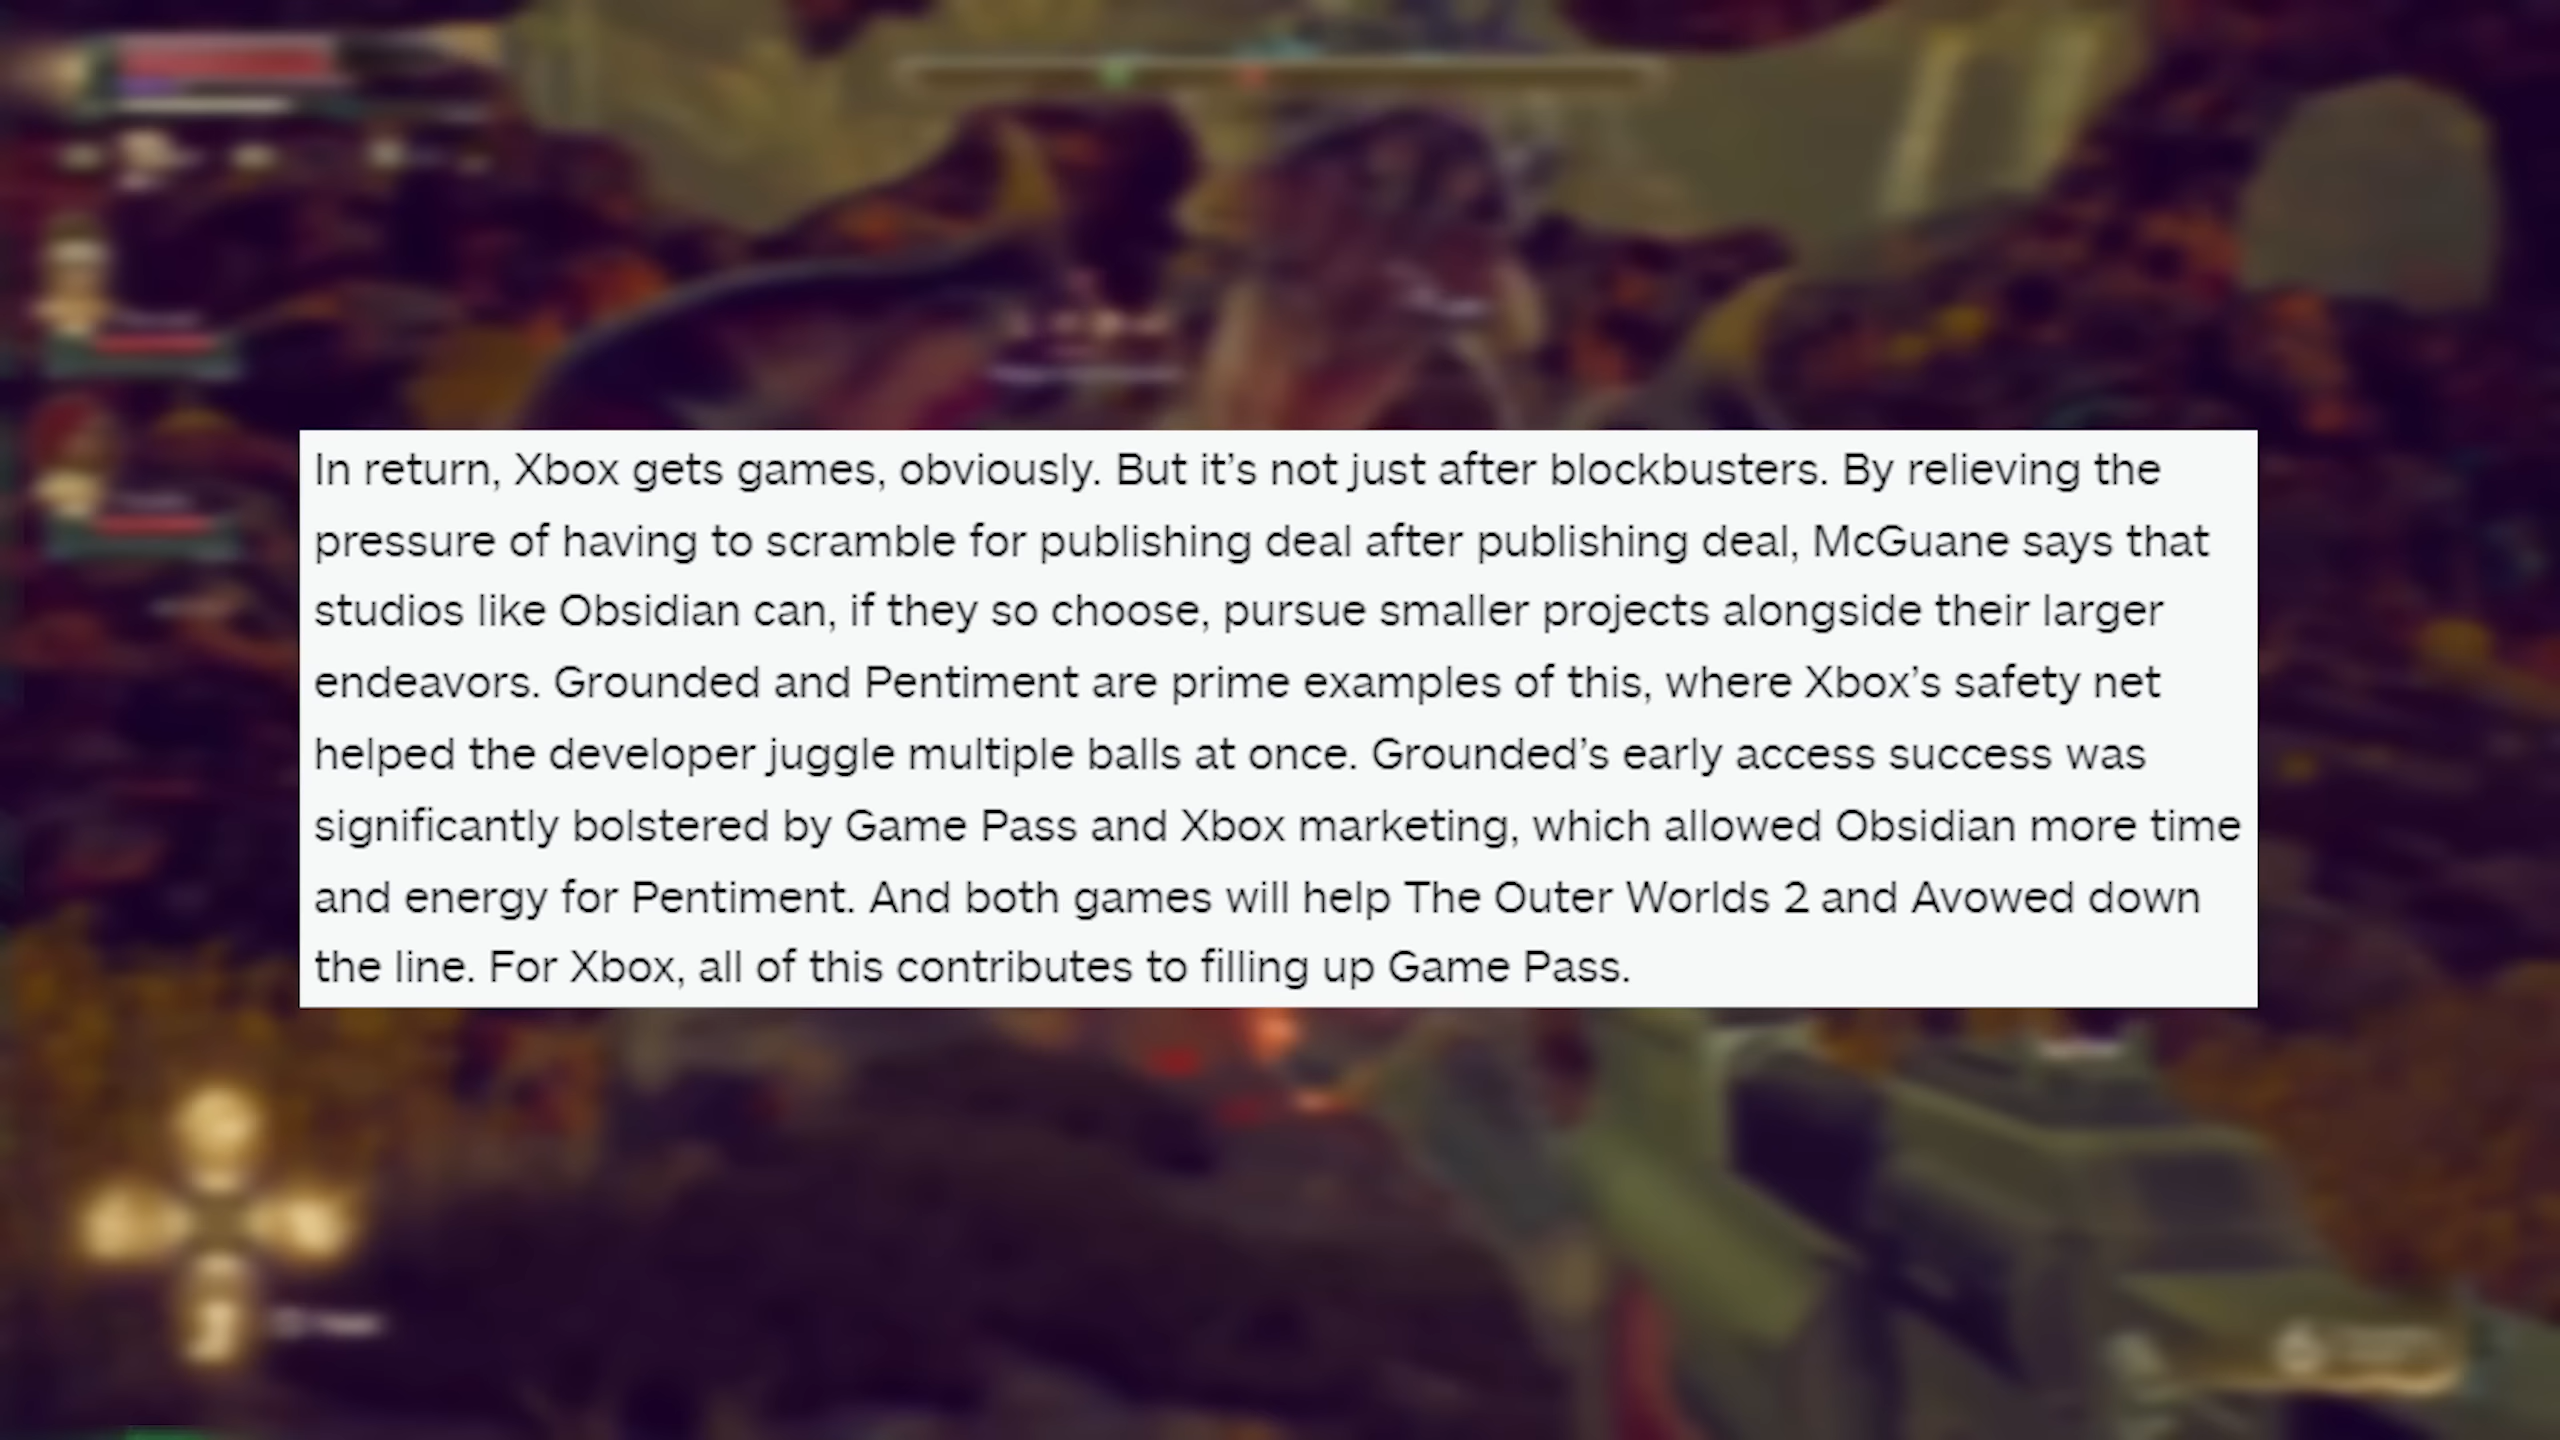 In return, Xbox gets games, obviously. But it’s not just after blockbusters. By relieving the
pressure of having to scramble for publishing deal after publishing deal, McGuane says that
studios like Obsidian can, if they so choose, pursue smaller projects alongside their larger
endeavors. Grounded and Pentiment are prime examples of this, where Xbox’s safety net
helped the developer juggle multiple balls at once. Grounded’s early access success was
significantly bolstered by Game Pass and Xbox marketing, which allowed Obsidian more time
and energy for Pentiment. And both games will help The Outer Worlds 2 and Avowed down
the line. For Xbox, all of this contributes to filling up Game Pass.